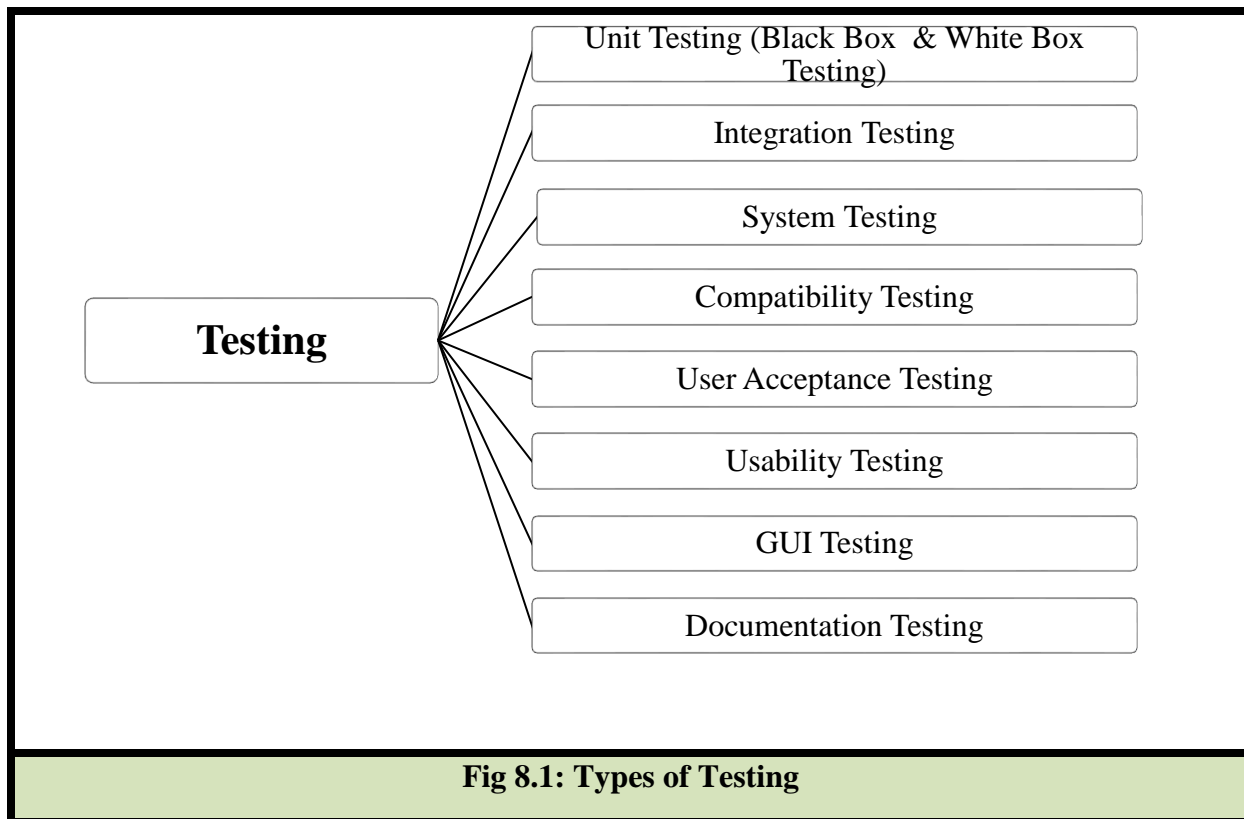 Unit Testing (Black Box & White Box
Testing)
Integration Testing
System Testing
Compatibility Testing
Testing
User Acceptance Testing
Usability Testing
GUI Testing
Documentation Testing
Fig 8.1: Types of Testing